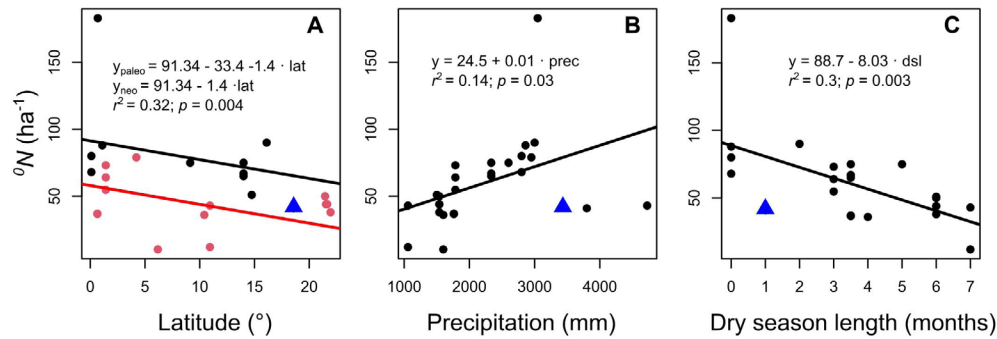 A
y_paleo = 91.34 - 33.4 -1.4 · lat
y_neo = 91.34 - 1.4 ·lat
r² = 0.32; p = 0.004
⁰N (ha⁻¹)
50 100 150
0 5 10 15 20
Latitude (°)
B
y = 24.5 + 0.01 · prec
r² = 0.14; p = 0.03
50 100 150
1000 2000 3000 4000
Precipitation (mm)
C
y = 88.7 - 8.03 · dsl
r² = 0.3; p = 0.003
50 100 150
0 1 2 3 4 5 6 7
Dry season length (months)